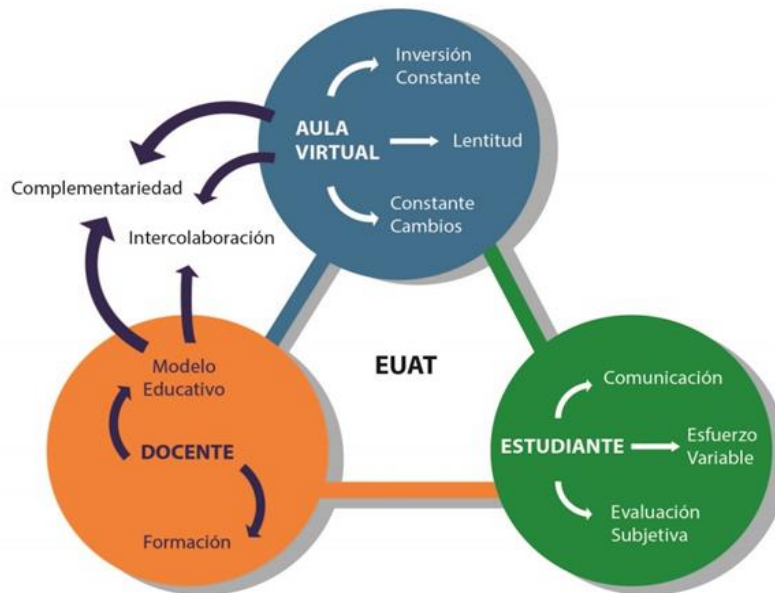 Inversión
Constante
AULA
VIRTUAL
Lentitud
Constante
Cambios
Complementariedad
Intercolaboración
EUAT
Modelo
Educativo
DOCENTE
Formación
Comunicación
ESTUDIANTE
Esfuerzo
Variable
Evaluación
Subjetiva